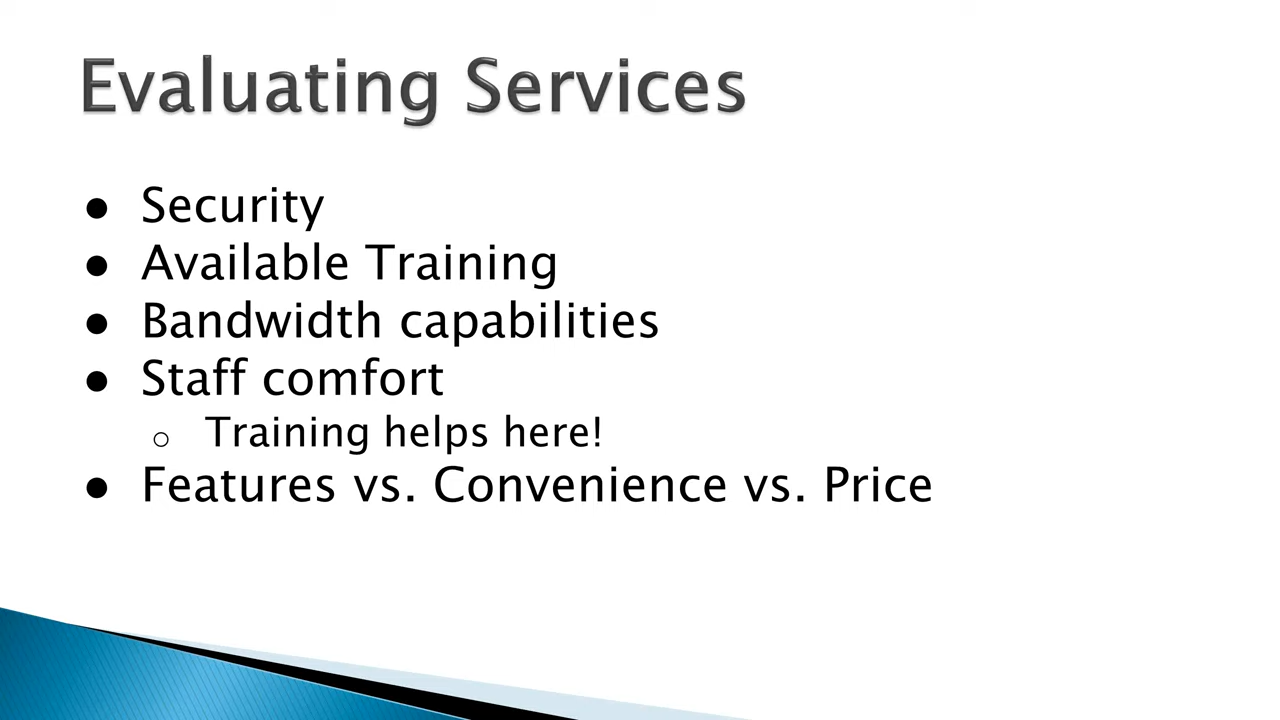 Evaluating Services
● Security
● Available Training
● Bandwidth capabilities
● Staff comfort
○ Training helps here!
● Features vs. Convenience vs. Price